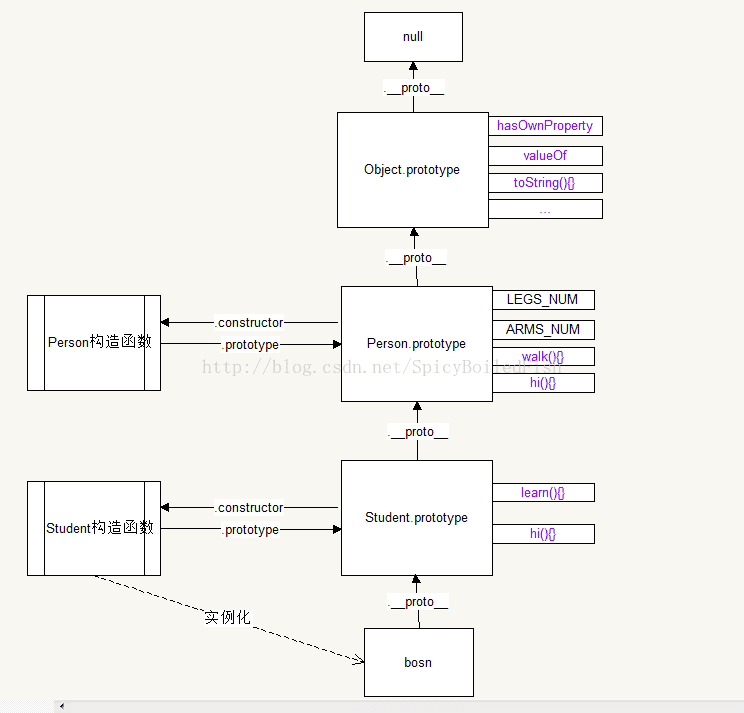 null
.__proto__
hasOwnProperty
valueOf
Object.prototype
toString(){}
...
.__proto__
LEGS_NUM
.constructor
ARMS_NUM
Person构造函数
.prototype
Person.prototype
walk(){}
http://blog.csdn.net/SpicyBoiledFish
hi(){}
.__proto__
learn(){}
.constructor
Student.prototype
Student构造函数
.prototype
hi(){}
.__proto__
实例化
bosn